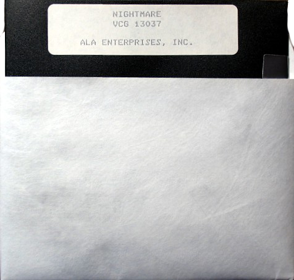 NIGHTMARE
VCG 13037
ALA ENTERPRISES, INC.